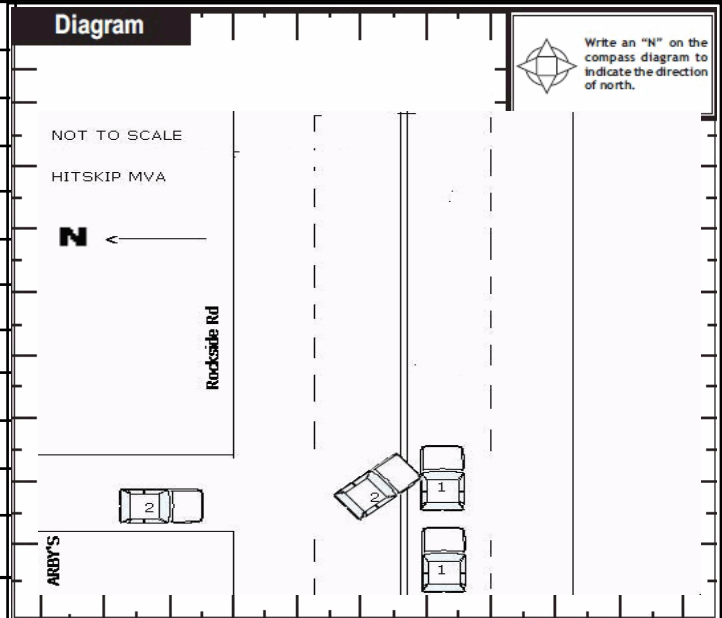 Diagram
Write an “N” on the
compass diagram to
indicate the direction
of north.
NOT TO SCALE
HITSKIP MVA
N
Rockside Rd
2
2
1
ARBY'S
1